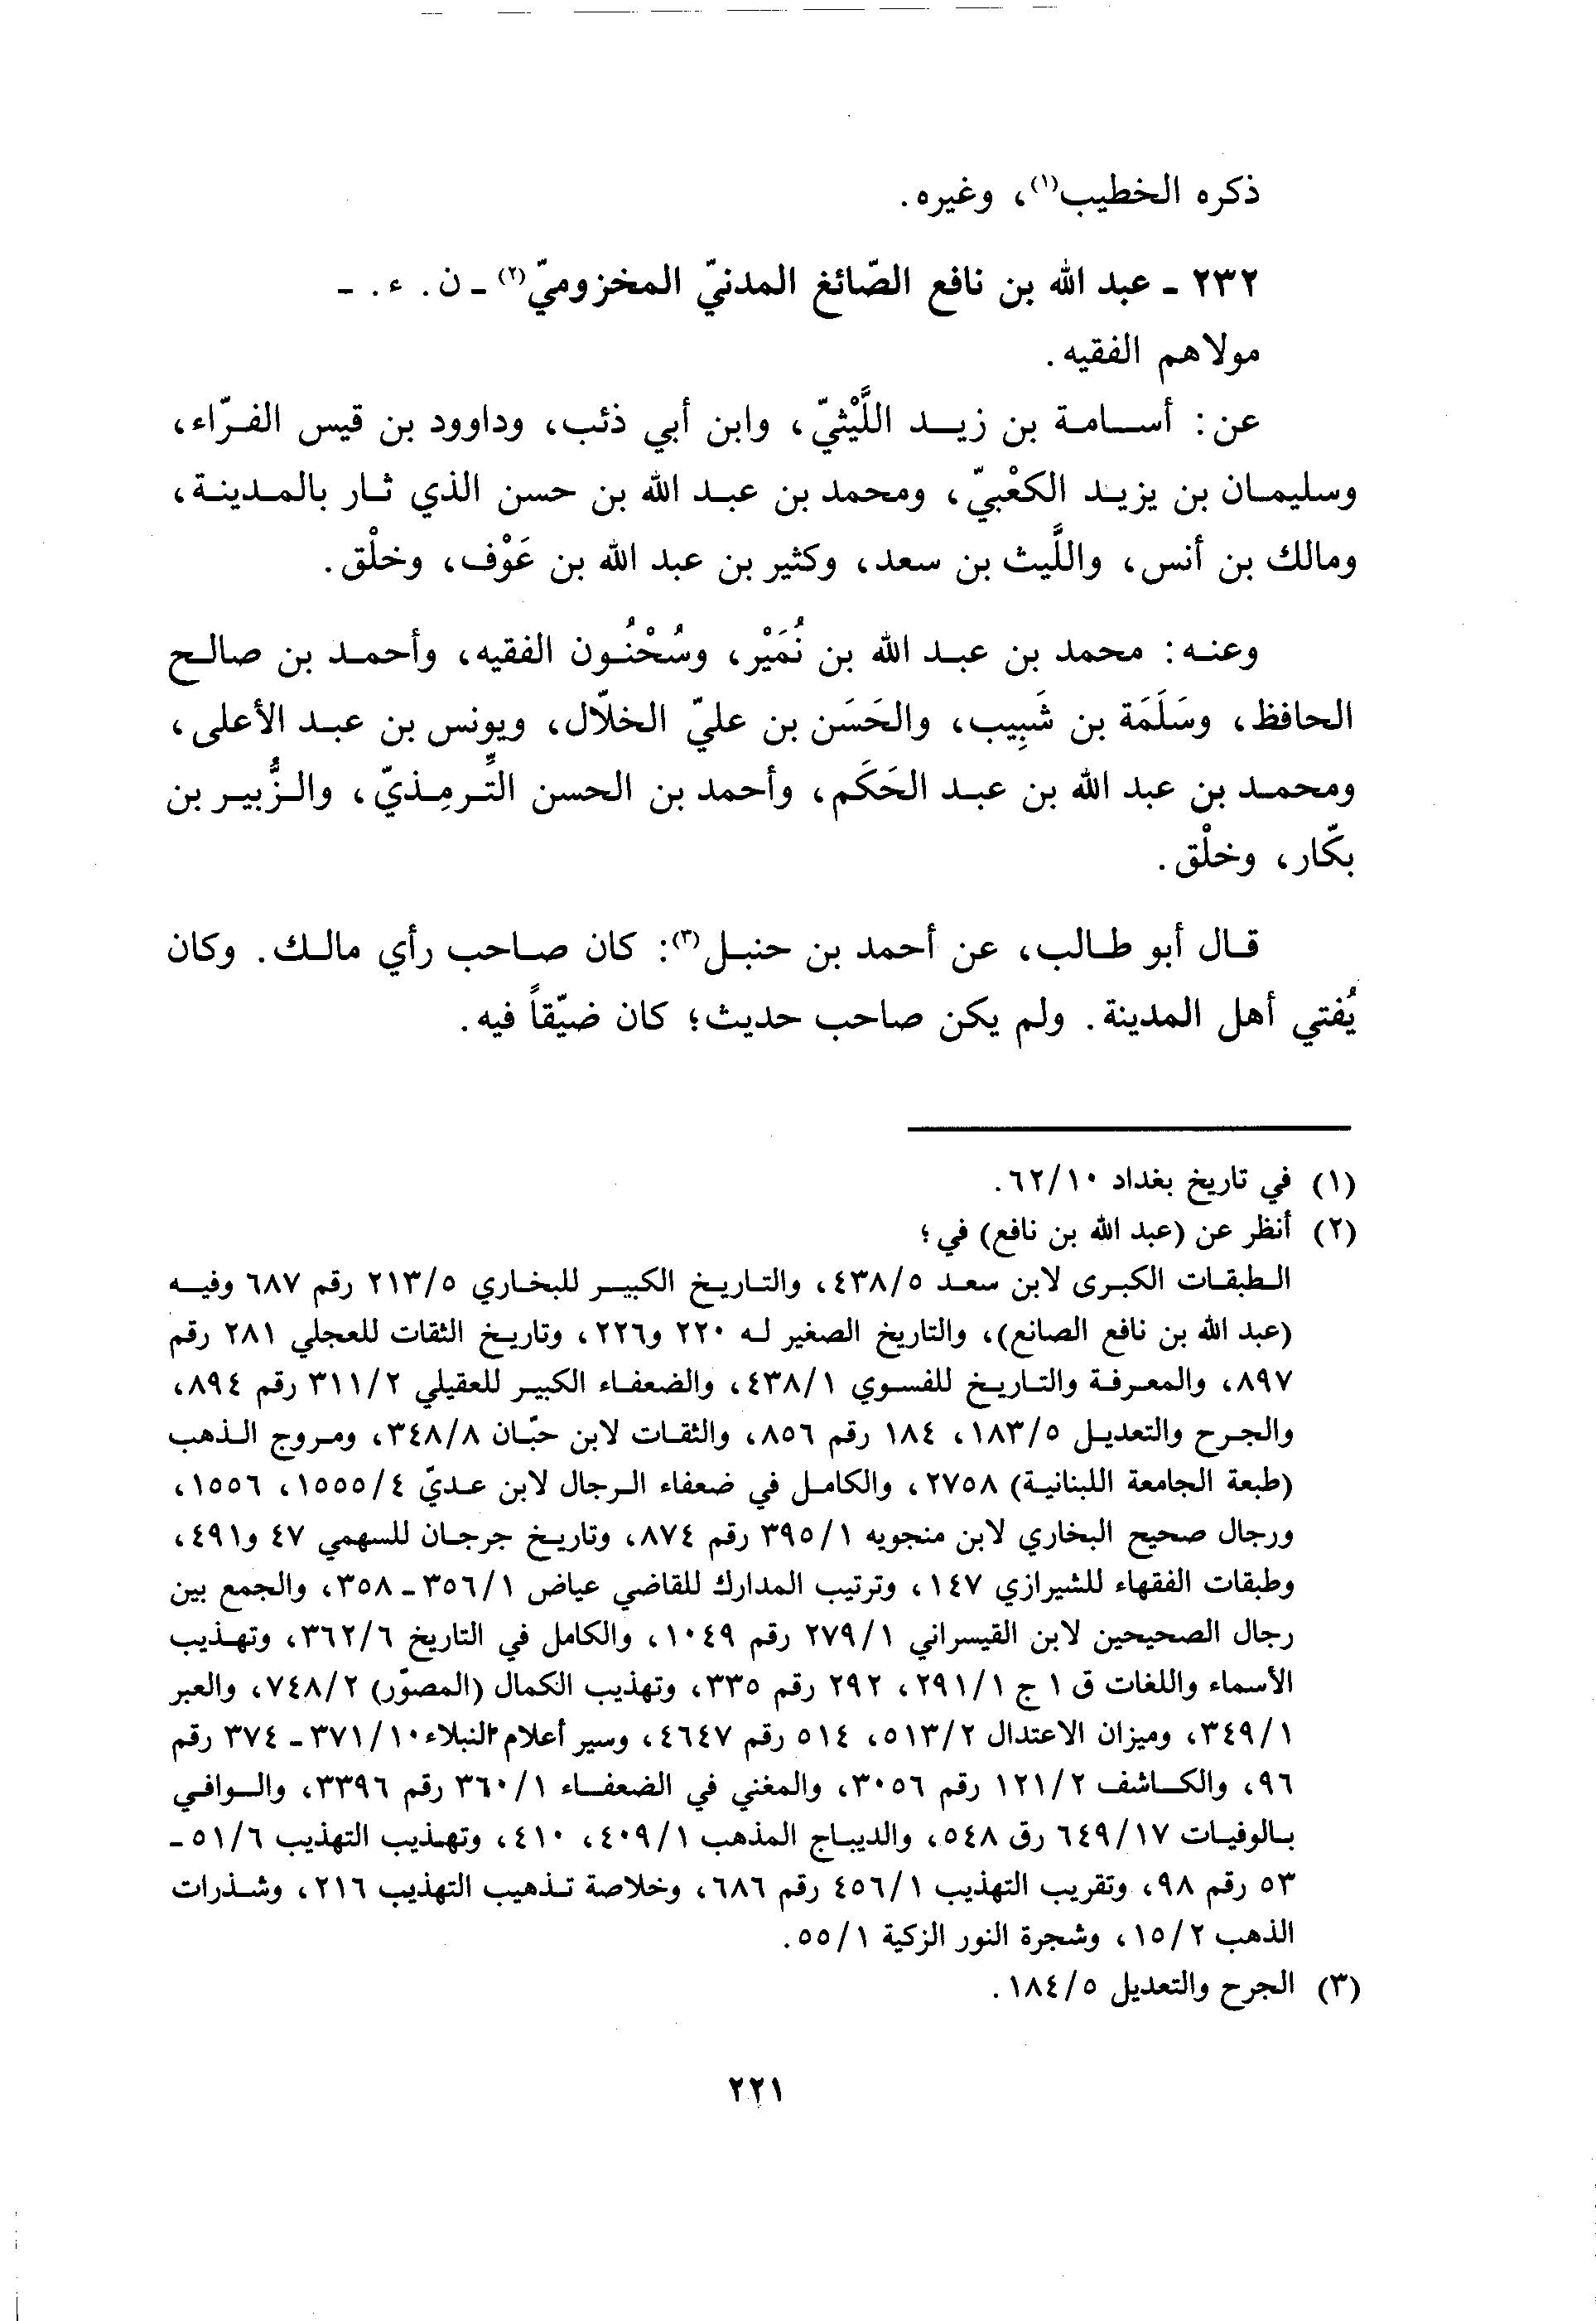 ذكره الخطيب(١)، وغيره.
٢٣٢ - عبد الله بن نافع الصّائغ المدنيّ المخزوميّ(٢) - ن. ء. -
مولاهم الفقيه.
عن: أسامة بن زيد اللَّيْثيّ، وابن أبي ذئب، وداوود بن قيس الفرّاء،
وسليمان بن يزيد الكعْبيّ، ومحمد بن عبد الله بن حسن الذي ثار بالمدينة،
ومالك بن أنس، واللَّيث بن سعد، وكثير بن عبد الله بن عَوْف، وخلْق.
وعنه: محمد بن عبد الله بن نُمَيْر، وسُحْنُون الفقيه، وأحمد بن صالح
الحافظ، وسَلَمَة بن شَبِيب، والحَسَن بن عليّ الخلّال، ويونس بن عبد الأعلى،
ومحمد بن عبد الله بن عبد الحَكَم، وأحمد بن الحسن التِّرمِذيّ، والزُّبير بن
بكّار، وخلْق.
قال أبو طالب، عن أحمد بن حنبل(٣): كان صاحب رأي مالك. وكان
يُفتي أهل المدينة. ولم يكن صاحب حديث؛ كان ضيّقاً فيه.
(١) في تاريخ بغداد ٦٢/١٠.
(٢) أنظر عن (عبد الله بن نافع) في؛
الطبقات الكبرى لابن سعد ٤٣٨/٥، والتاريخ الكبير للبخاري ٢١٣/٥ رقم ٦٨٧ وفيه
(عبد الله بن نافع الصانع)، والتاريخ الصغير له ٢٢٠ و٢٢٦، وتاريخ الثقات للعجلي ٢٨١ رقم
٨٩٧، والمعرفة والتاريخ للفسوي ٤٣٨/١، والضعفاء الكبير للعقيلي ٣١١/٢ رقم ٨٩٤،
والجرح والتعديل ١٨٣/٥، ١٨٤ رقم ٨٥٦، والثقات لابن حبّان ٣٤٨/٨، ومروج الذهب
(طبعة الجامعة اللبنانية) ٢٧٥٨، والكامل في ضعفاء الرجال لابن عديّ ١٥٥٥/٤، ١٥٥٦،
ورجال صحيح البخاري لابن منجويه ٣٩٥/١ رقم ٨٧٤، وتاريخ جرجان للسهمي ٤٧ و٤٩١،
وطبقات الفقهاء للشيرازي ١٤٧، وترتيب المدارك للقاضي عياض ٣٥٦/١ - ٣٥٨، والجمع بين
رجال الصحيحين لابن القيسراني ٢٧٩/١ رقم ١٠٤٩، والكامل في التاريخ ٣٦٢/٦، وتهذيب
الأسماء واللغات ق ١ ج ٢٩١/١، ٢٩٢ رقم ٣٣٥، وتهذيب الكمال (المصوّر) ٧٤٨/٢، والعبر
٣٤٩/١، وميزان الاعتدال ٥١٣/٢، ٥١٤ رقم ٤٦٤٧، وسير أعلام النبلاء ٣٧١/١٠ - ٣٧٤ رقم
٩٦، والكاشف ١٢١/٢ رقم ٣٠٥٦، والمغني في الضعفاء ٣٦٠/١ رقم ٣٣٩٦، والوافي
بالوفيات ٦٤٩/١٧ رق ٥٤٨، والديباج المذهب ٤٠٩/١، ٤١٠، وتهذيب التهذيب ٥١/٦ -
٥٣ رقم ٩٨، وتقريب التهذيب ٤٥٦/١ رقم ٦٨٦، وخلاصة تذهيب التهذيب ٢١٦، وشذرات
الذهب ١٥/٢، وشجرة النور الزكية ٥٥/١.
(٣) الجرح والتعديل ١٨٤/٥.
٢٢١